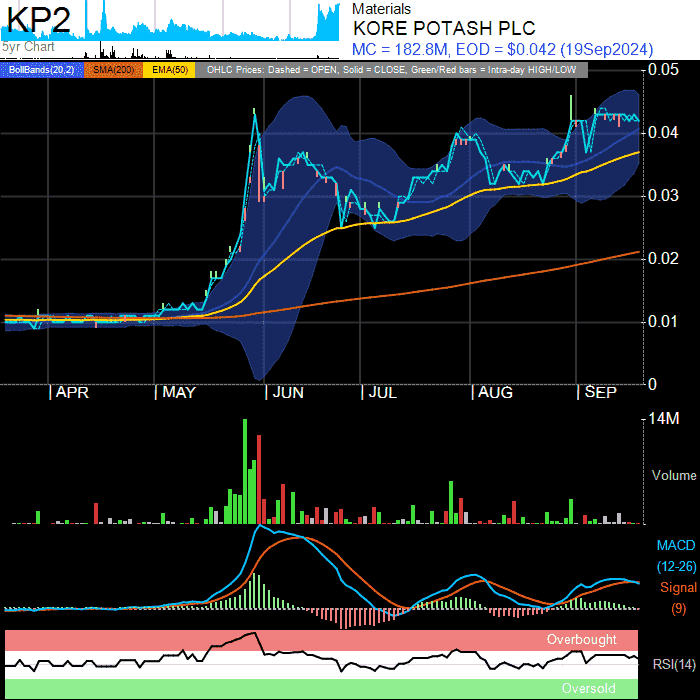 KP2
5yr Chart
Materials
KORE POTASH PLC
MC = 182.8M, EOD = $0.042 (19Sep2024)
BollBands(20,2) SMA(200) EMA(50) OHLC Prices: Dashed = OPEN, Solid = CLOSE, Green/Red bars = Intra-day HIGH/LOW
0.05
0.04
0.03
0.02
0.01
0
APR MAY JUN JUL AUG SEP
14M
Volume
MACD
(12-26)
Signal
(9)
Overbought
RSI(14)
Oversold